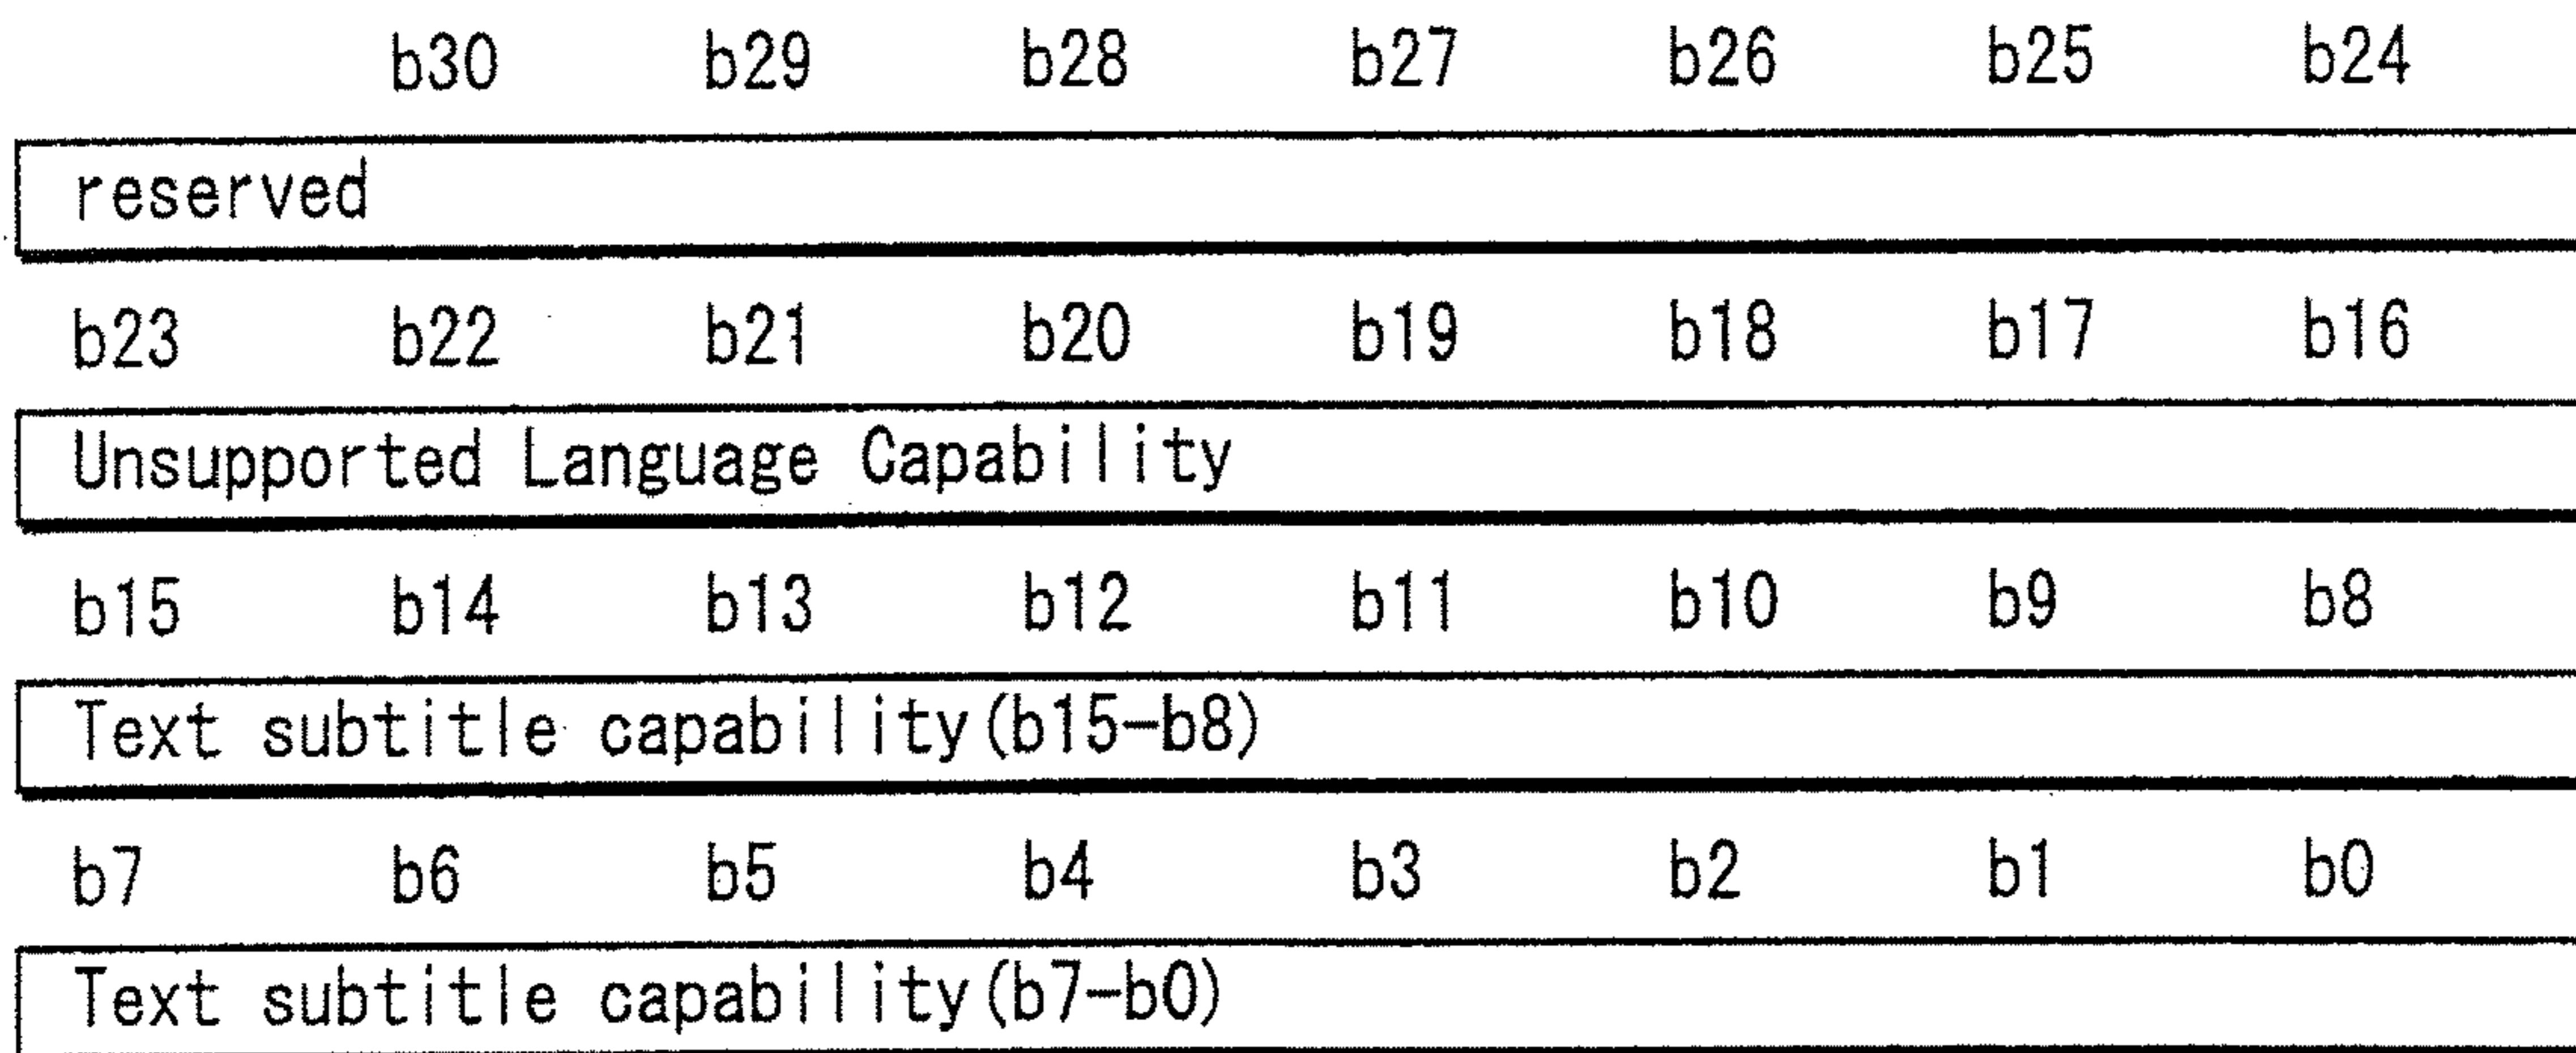 b30 b29 b28 b27 b26 b25 b24
reserved
b23 b22 b21 b20 b19 b18 b17 b16
Unsupported Language Capability
b15 b14 b13 b12 b11 b10 b9 b8
Text subtitle capability(b15-b8)
b7 b6 b5 b4 b3 b2 b1 b0
Text subtitle capability(b7-b0)